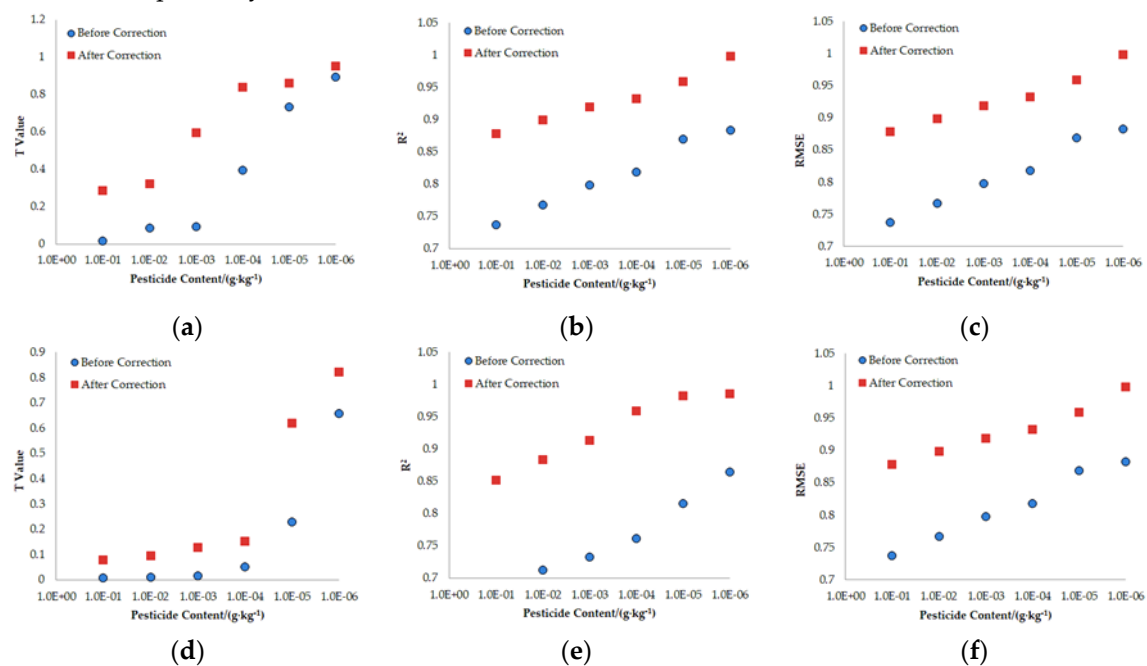 1.2
1
0.8
0.6
0.4
0.2
0
T Value
Before Correction
After Correction
1.0E+00 1.0E-01 1.0E-02 1.0E-03 1.0E-04 1.0E-05 1.0E-06
Pesticide Content/(g·kg⁻¹)
(a)
1.05
1
0.95
0.9
0.85
0.8
0.75
0.7
R²
Before Correction
After Correction
1.0E+00 1.0E-01 1.0E-02 1.0E-03 1.0E-04 1.0E-05 1.0E-06
Pesticide Content/(g·kg⁻¹)
(b)
1.05
1
0.95
0.9
0.85
0.8
0.75
0.7
RMSE
Before Correction
After Correction
1.0E+00 1.0E-01 1.0E-02 1.0E-03 1.0E-04 1.0E-05 1.0E-06
Pesticide Content/(g·kg⁻¹)
(c)
0.9
0.8
0.7
0.6
0.5
0.4
0.3
0.2
0.1
0
T Value
Before Correction
After Correction
1.0E+00 1.0E-01 1.0E-02 1.0E-03 1.0E-04 1.0E-05 1.0E-06
Pesticide Content/(g·kg⁻¹)
(d)
1.05
1
0.95
0.9
0.85
0.8
0.75
0.7
R²
Before Correction
After Correction
1.0E+00 1.0E-01 1.0E-02 1.0E-03 1.0E-04 1.0E-05 1.0E-06
Pesticide Content/(g·kg⁻¹)
(e)
1.05
1
0.95
0.9
0.85
0.8
0.75
0.7
RMSE
Before Correction
After Correction
1.0E+00 1.0E-01 1.0E-02 1.0E-03 1.0E-04 1.0E-05 1.0E-06
Pesticide Content/(g·kg⁻¹)
(f)